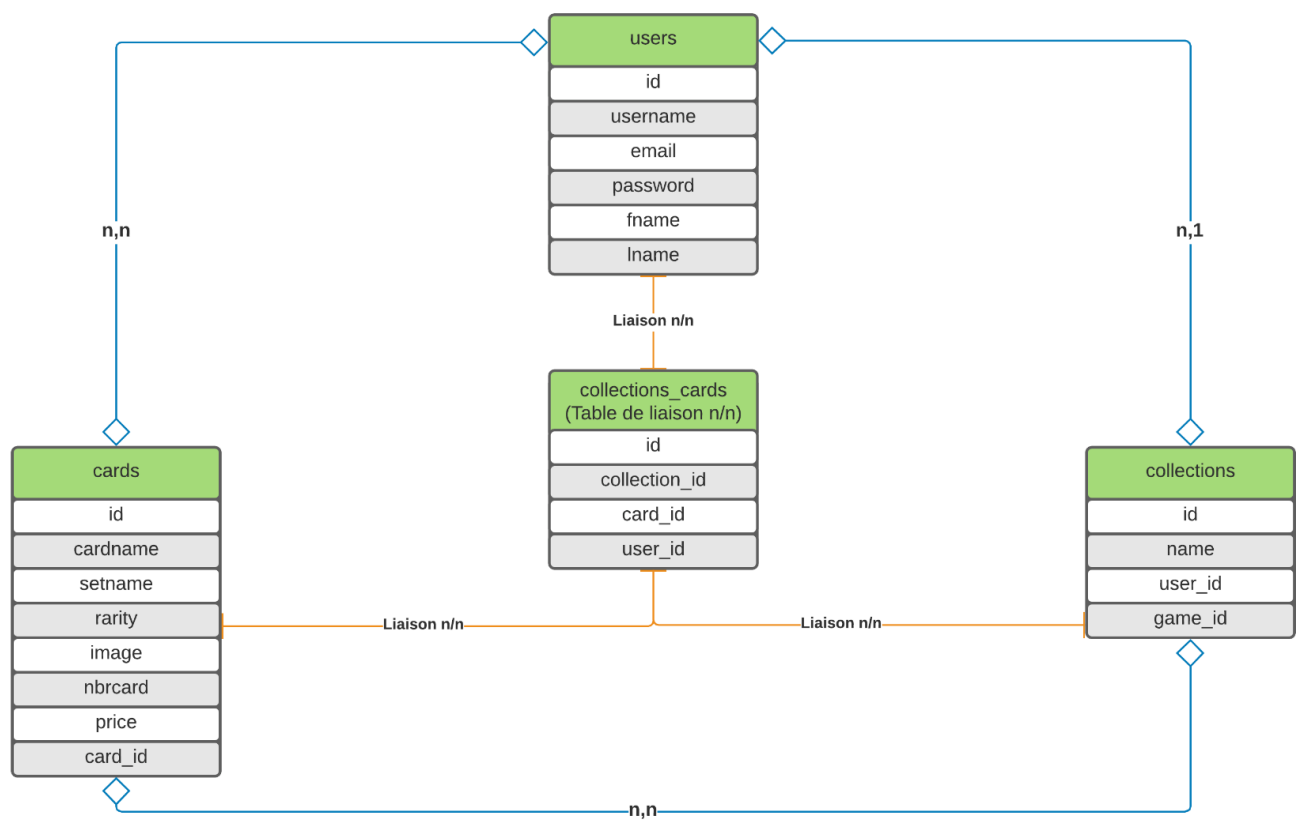 users
id
username
email
password
fname
lname
n,n
n,1
Liaison n/n
collections_cards
(Table de liaison n/n)
id
collection_id
card_id
user_id
cards
id
cardname
setname
rarity
image
nbrcard
price
card_id
collections
id
name
user_id
game_id
Liaison n/n
Liaison n/n
n,n